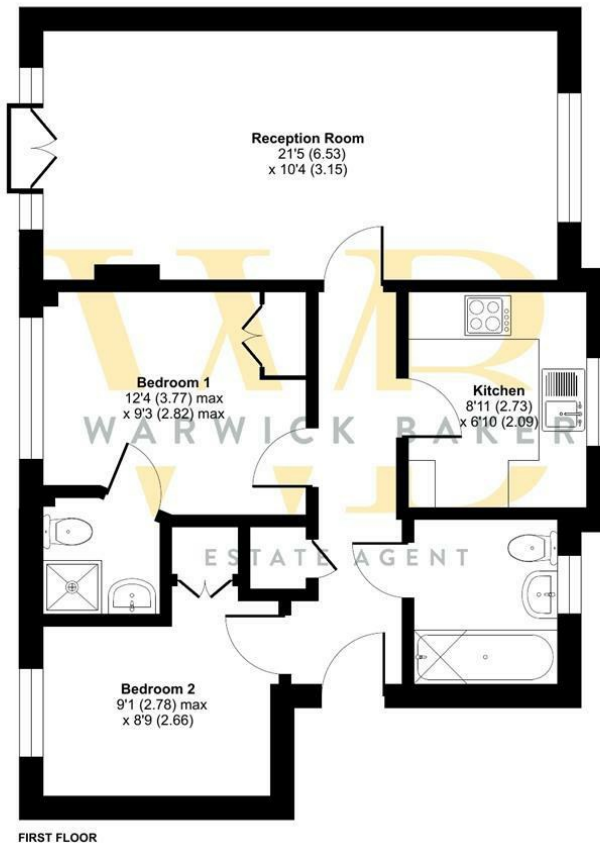 Reception Room
21'5 (6.53)
x 10'4 (3.15)
Bedroom 1
12'4 (3.77) max
x 9'3 (2.82) max
Kitchen
8'11 (2.73)
x 6'10 (2.09)
WB
WARWICK BAKER
ESTATE AGENT
Bedroom 2
9'1 (2.78) max
x 8'9 (2.66)
FIRST FLOOR